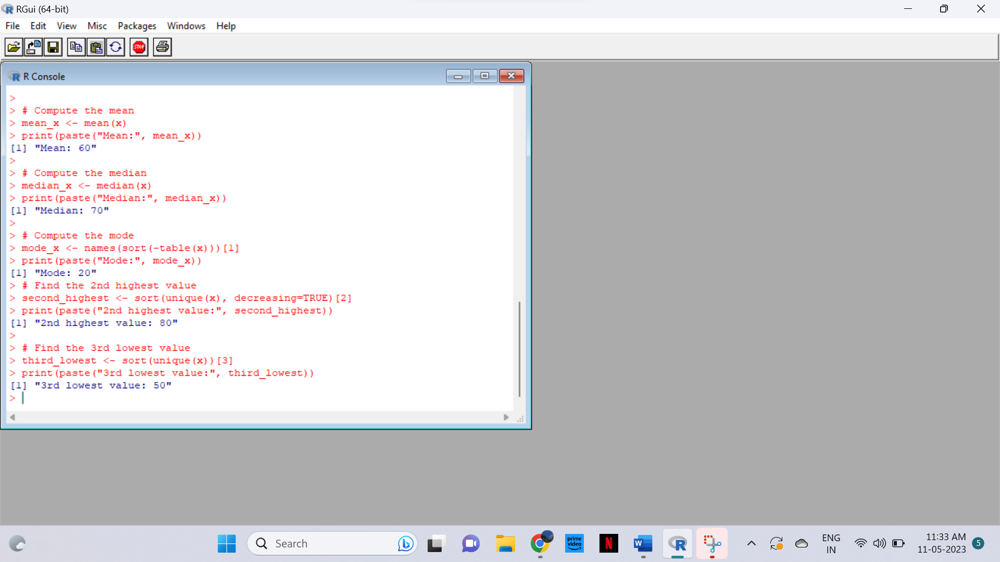 RGui (64-bit)
File Edit View Misc Packages Windows Help
STOP
R Console
>
> # Compute the mean
> mean_x <- mean(x)
> print(paste("Mean:", mean_x))
[1] "Mean: 60"
>
> # Compute the median
> median_x <- median(x)
> print(paste("Median:", median_x))
[1] "Median: 70"
>
> # Compute the mode
> mode_x <- names(sort(-table(x)))[1]
> print(paste("Mode:", mode_x))
[1] "Mode: 20"
> # Find the 2nd highest value
> second_highest <- sort(unique(x), decreasing=TRUE)[2]
> print(paste("2nd highest value:", second_highest))
[1] "2nd highest value: 80"
>
> # Find the 3rd lowest value
> third_lowest <- sort(unique(x))[3]
> print(paste("3rd lowest value:", third_lowest))
[1] "3rd lowest value: 50"
>
Search
prime
video
N
W
R
ENG
IN
11:33 AM
11-05-2023
5